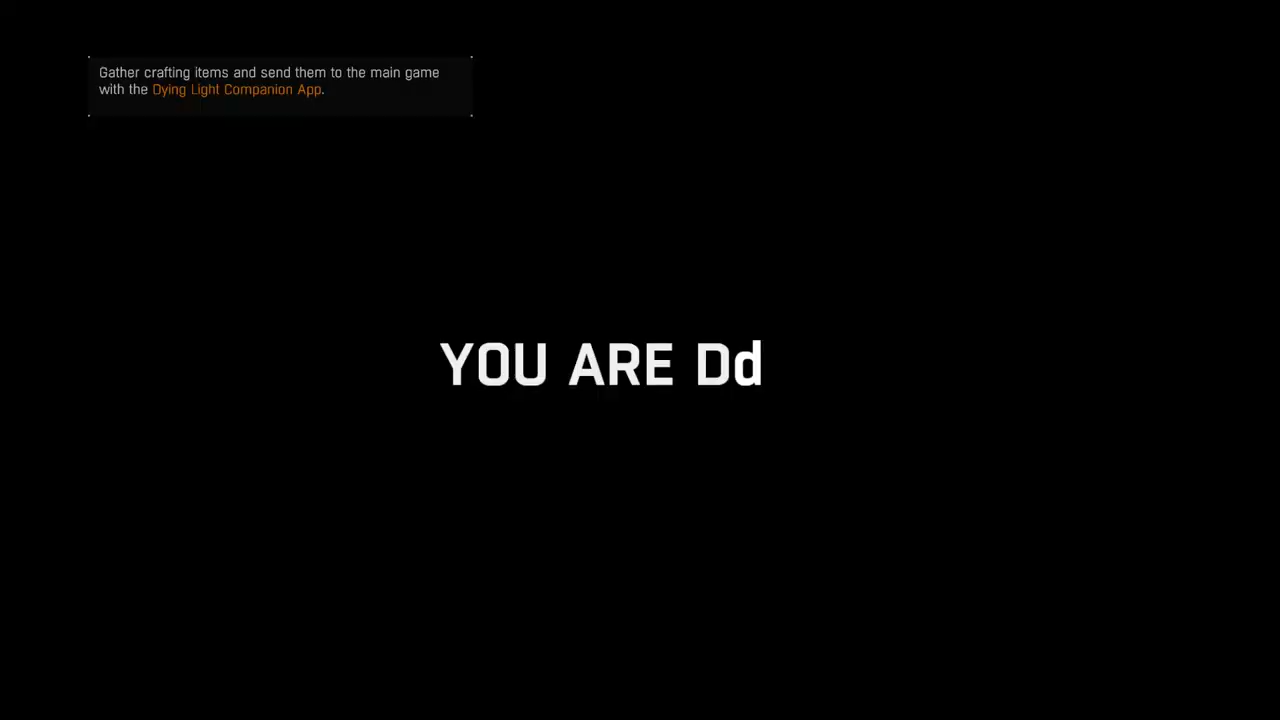 Gather crafting items and send them to the main game
with the Dying Light Companion App.
YOU ARE Dd